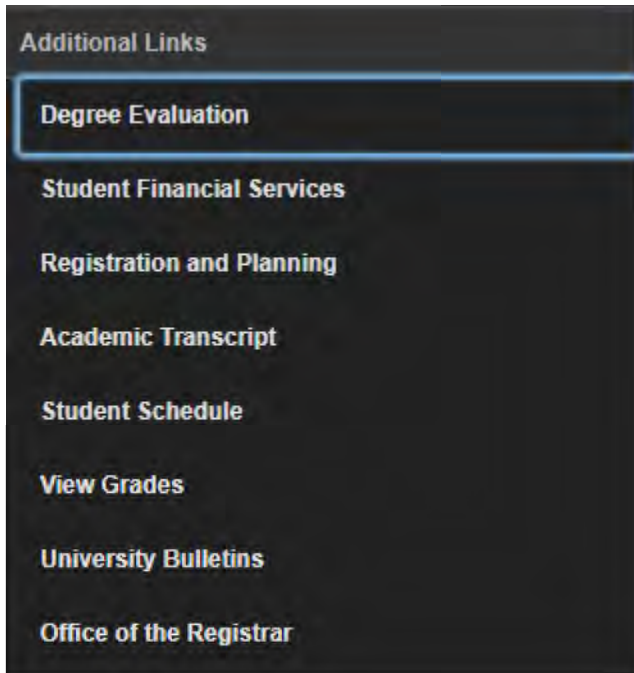 Additional Links
Degree Evaluation
Student Financial Services
Registration and Planning
Academic Transcript
Student Schedule
View Grades
University Bulletins
Office of the Registrar